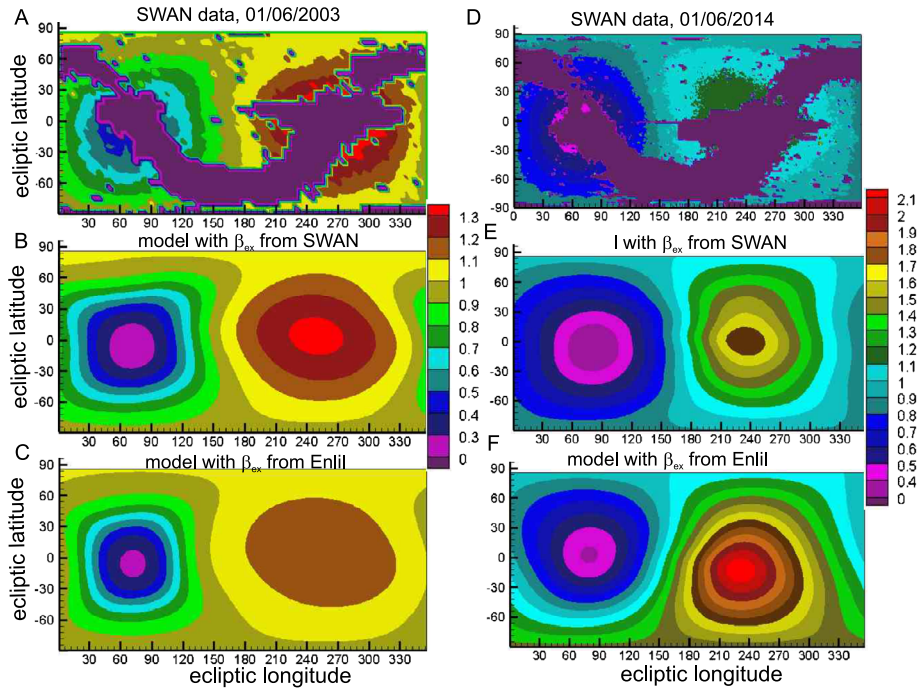 A
SWAN data, 01/06/2003
90
60
30
0
-30
-60
ecliptic latitude
30 60 90 120 150 180 210 240 270 300 330
B
model with βex from SWAN
90
60
30
0
-30
-60
ecliptic latitude
30 60 90 120 150 180 210 240 270 300 330
C
model with βex from Enlil
90
60
30
0
-30
-60
ecliptic latitude
30 60 90 120 150 180 210 240 270 300 330
ecliptic longitude
1.3
1.2
1.1
1
0.9
0.8
0.7
0.6
0.5
0.4
0.3
0
D
SWAN data, 01/06/2014
90
60
30
0
-30
-60
-90
0 30 60 90 120 150 180 210 240 270 300 330
E
I with βex from SWAN
90
60
30
0
-30
-60
30 60 90 120 150 180 210 240 270 300 330
F
model with βex from Enlil
90
60
30
0
-30
-60
30 60 90 120 150 180 210 240 270 300 330
ecliptic longitude
2.1
2
1.9
1.8
1.7
1.6
1.5
1.4
1.3
1.2
1.1
1
0.9
0.8
0.7
0.6
0.5
0.4
0